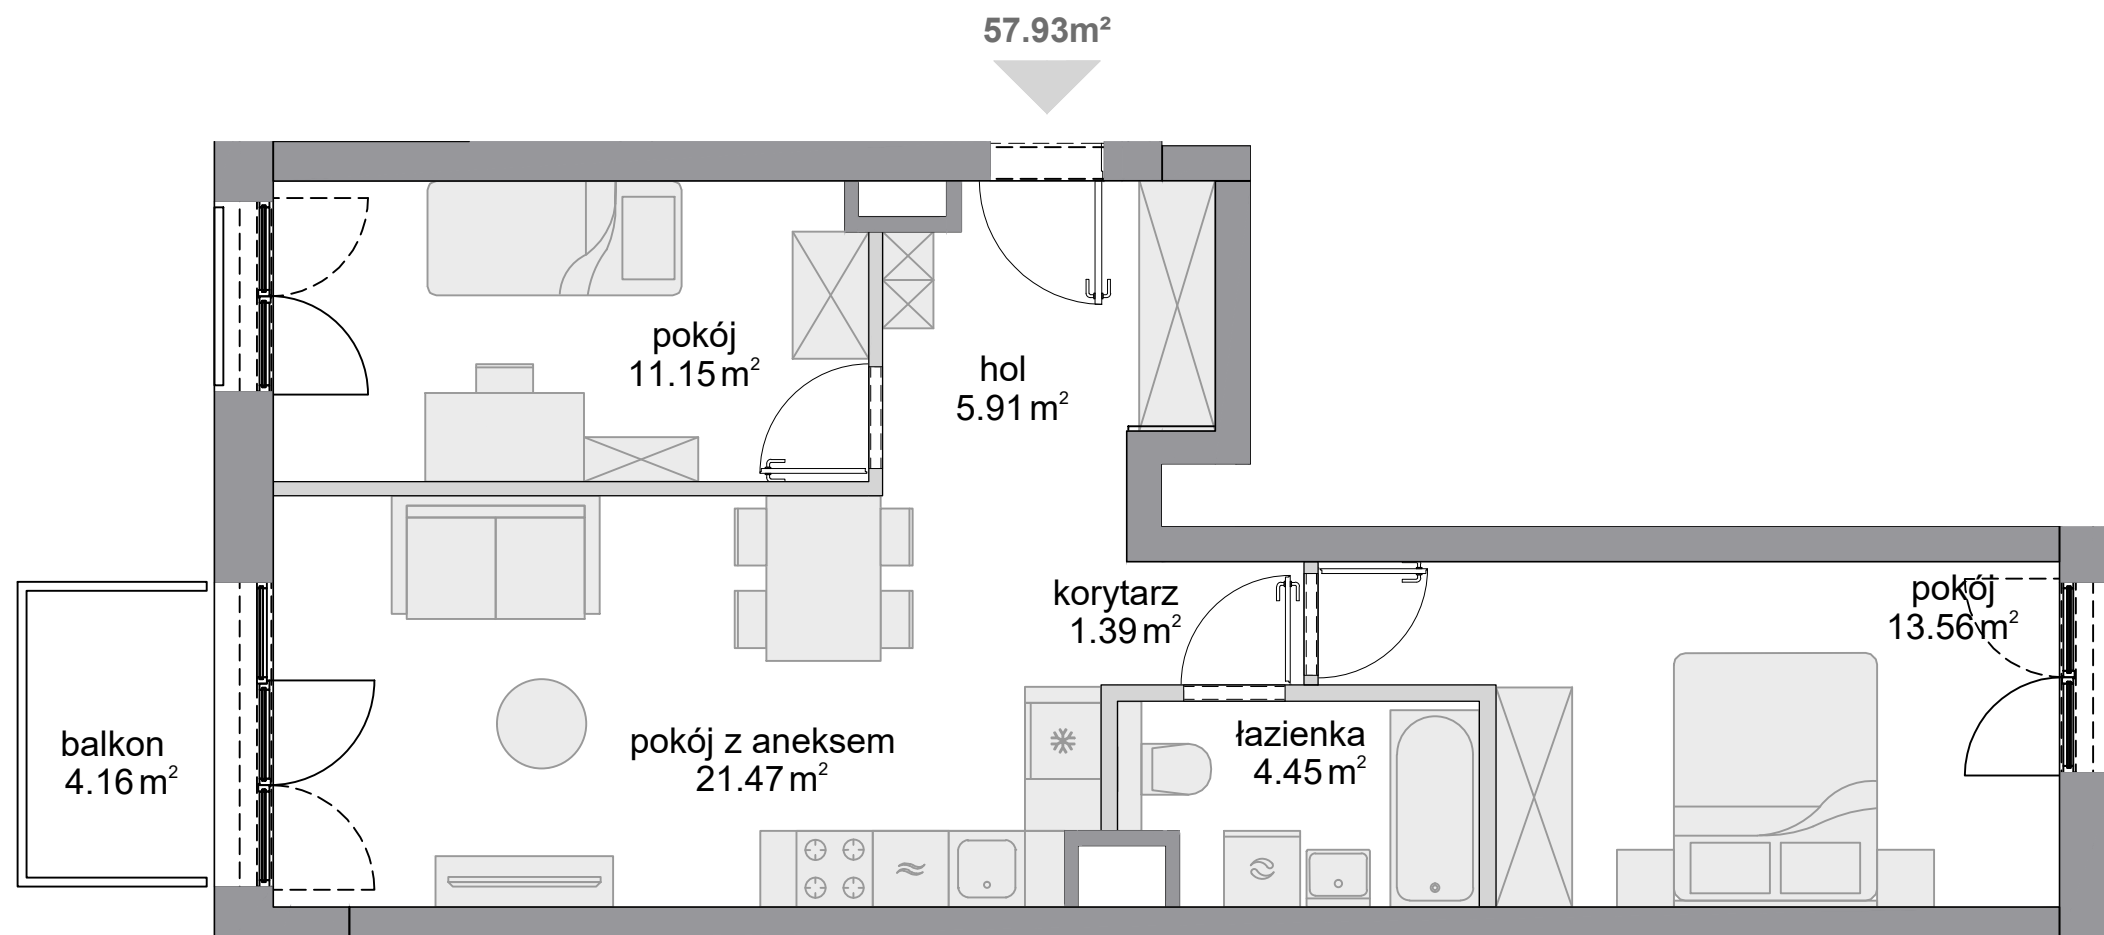 57.93m²
pokój
11.15 m²
hol
5.91 m²
korytarz
1.39 m²
pokój
13.56 m²
balkon
4.16 m²
pokój z aneksem
21.47 m²
łazienka
4.45 m²